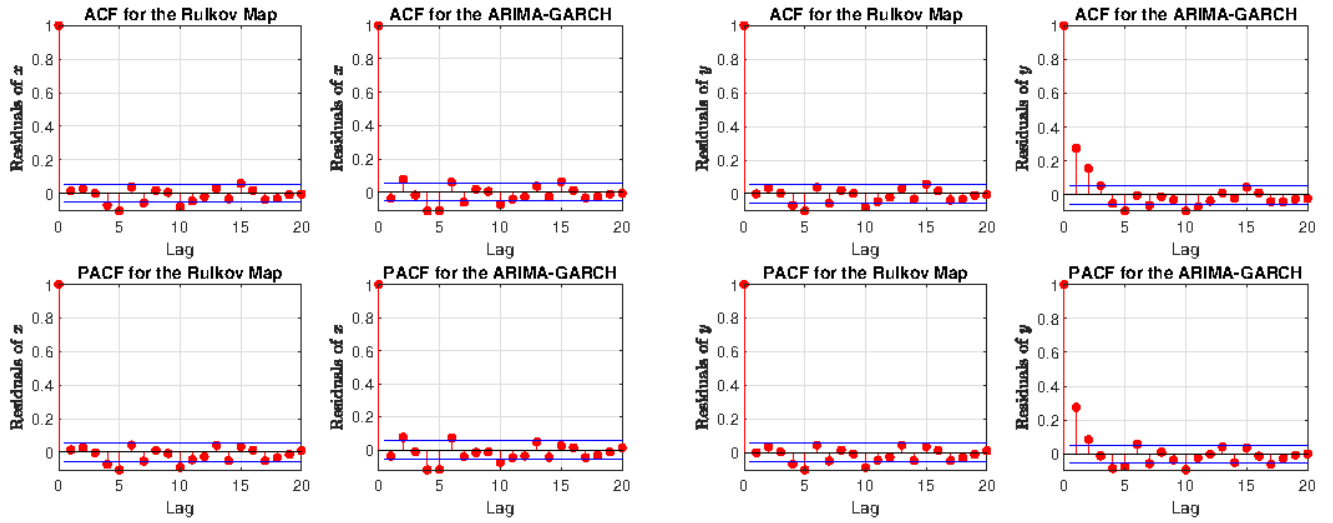 ACF for the Rulkov Map
1
0.8
0.6
0.4
0.2
0
Residuals of x
0 5 10 15 20
Lag
ACF for the ARIMA-GARCH
1
0.8
0.6
0.4
0.2
0
Residuals of x
0 5 10 15 20
Lag
ACF for the Rulkov Map
1
0.8
0.6
0.4
0.2
0
Residuals of y
0 5 10 15 20
Lag
ACF for the ARIMA-GARCH
1
0.8
0.6
0.4
0.2
0
Residuals of y
0 5 10 15 20
Lag
PACF for the Rulkov Map
1
0.8
0.6
0.4
0.2
0
Residuals of x
0 5 10 15 20
Lag
PACF for the ARIMA-GARCH
1
0.8
0.6
0.4
0.2
0
Residuals of x
0 5 10 15 20
Lag
PACF for the Rulkov Map
1
0.8
0.6
0.4
0.2
0
Residuals of y
0 5 10 15 20
Lag
PACF for the ARIMA-GARCH
1
0.8
0.6
0.4
0.2
0
Residuals of y
0 5 10 15 20
Lag